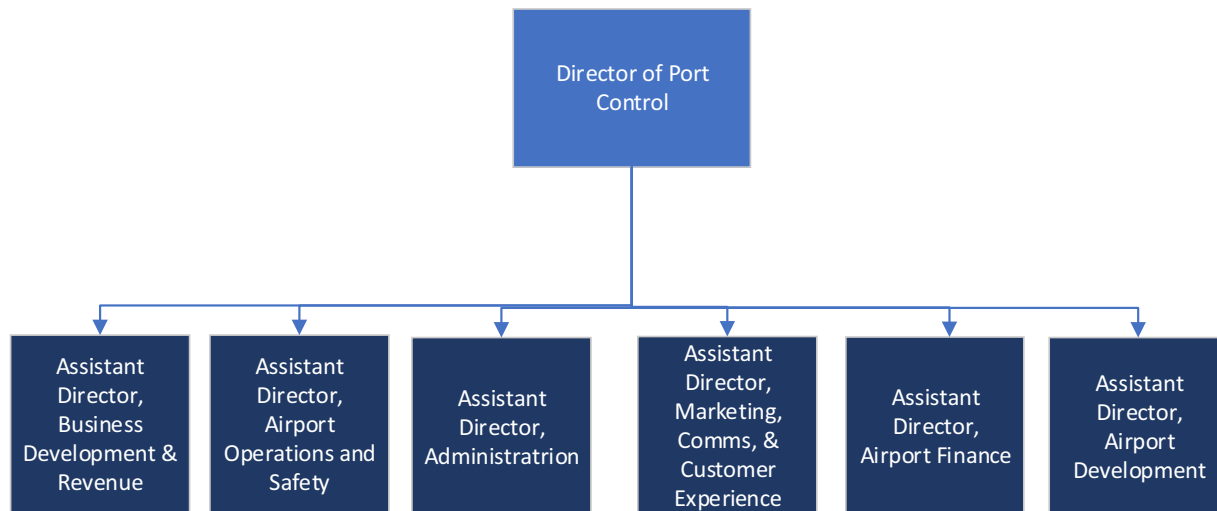 Director of Port
Control
Assistant
Director,
Business
Development &
Revenue
Assistant
Director,
Airport
Operations and
Safety
Assistant
Director,
Administratrion
Assistant
Director,
Marketing,
Comms, &
Customer
Experience
Assistant
Director,
Airport Finance
Assistant
Director,
Airport
Development